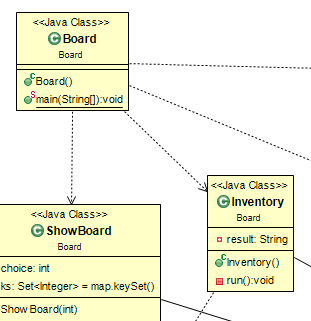 <<Java Class>>
Board
Board
Board()
main(String[]):void
<<Java Class>>
Inventory
Board
result: String
Inventory()
run():void
<<Java Class>>
ShowBoard
Board
choice: int
ks: Set<Integer> = map.keySet()
Show Board(int)